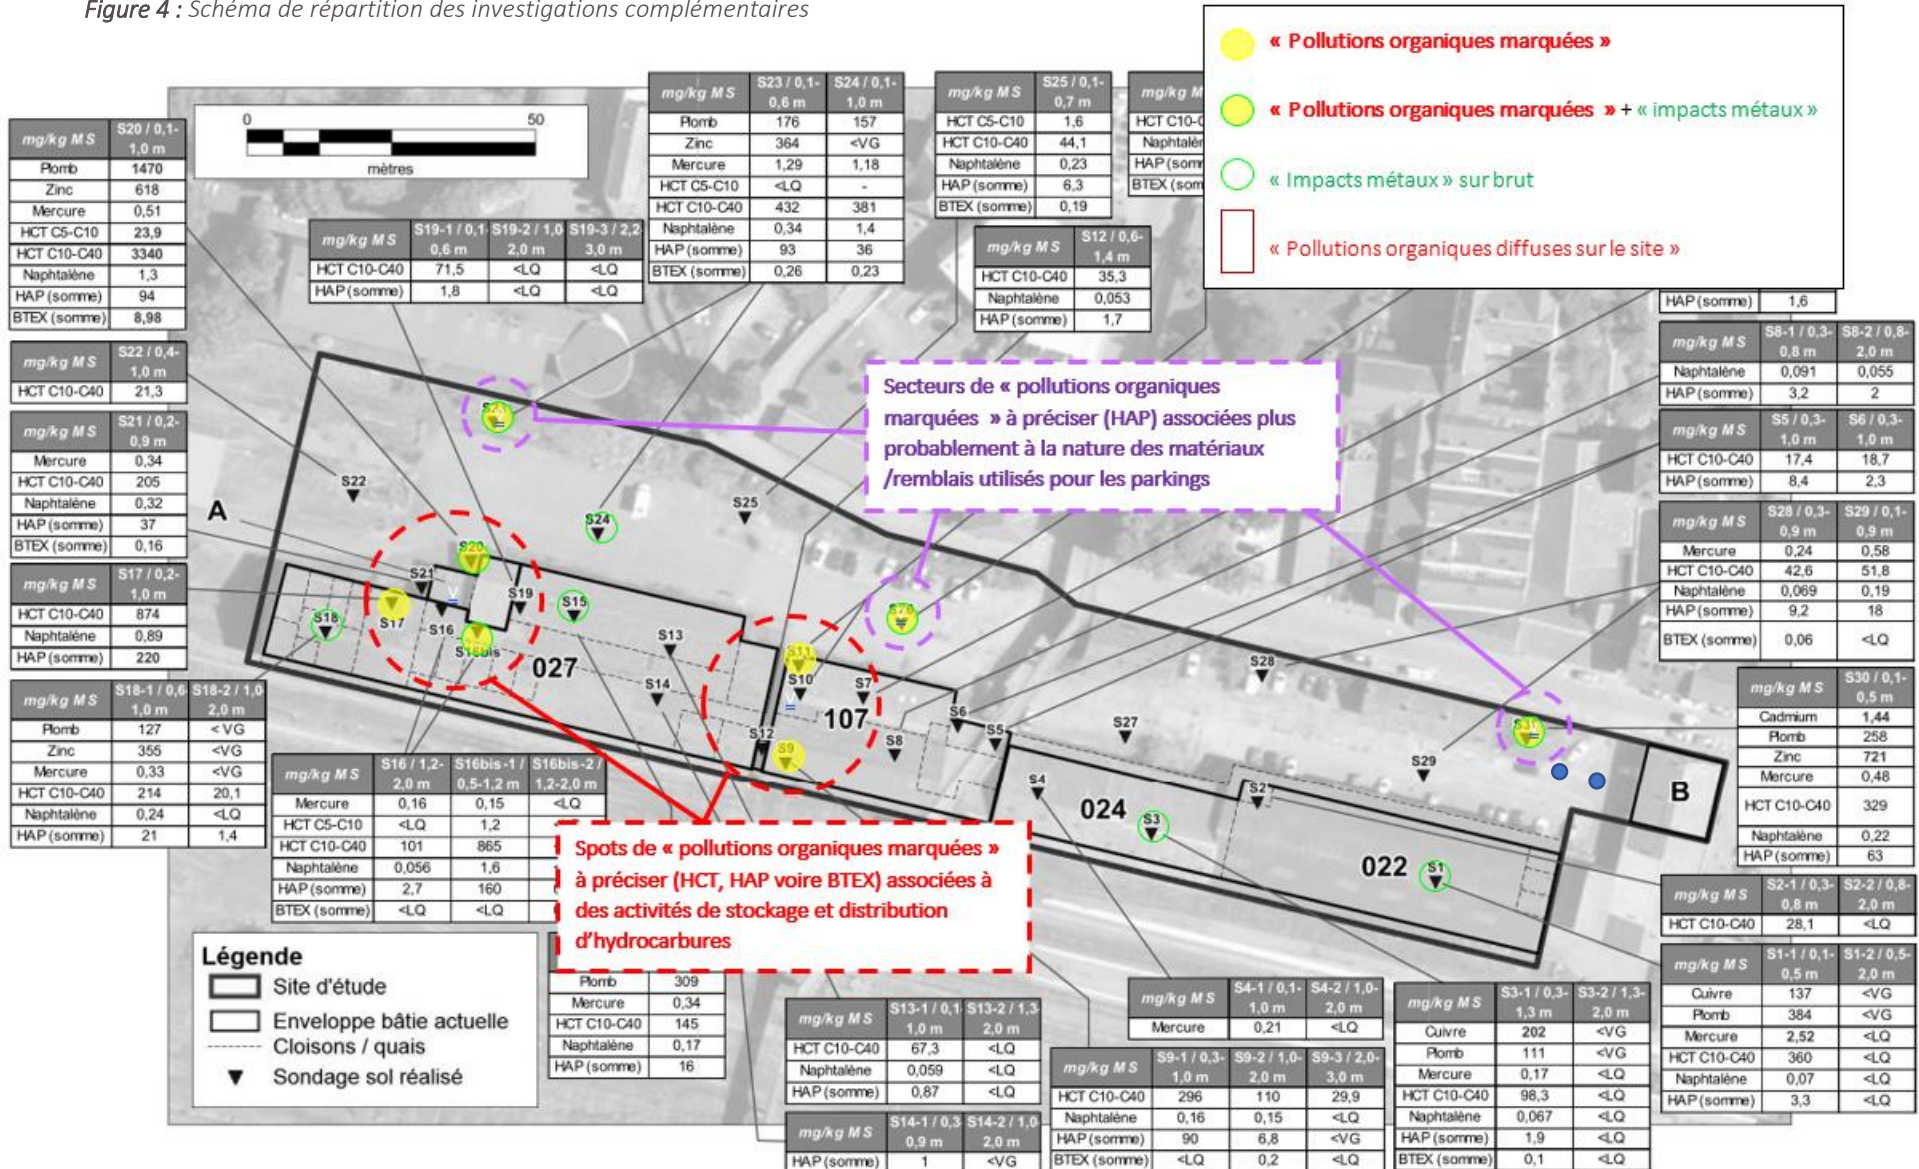 Figure 4 : Schéma de répartition des investigations complémentaires
« Pollutions organiques marquées »
« Pollutions organiques marquées » + « impacts métaux »
« Impacts métaux » sur brut
« Pollutions organiques diffuses sur le site »
0 50
mètres
mg/kg MS S20 / 0,1-1,0 m
Plomb 1470
Zinc 618
Mercure 0,51
HCT C5-C10 23,9
HCT C10-C40 3340
Naphtalène 1,3
HAP (somme) 94
BTEX (somme) 8,98
mg/kg MS S19-1 / 0,1-0,6 m S19-2 / 1,0-2,0 m S19-3 / 2,2-3,0 m
HCT C10-C40 71,5 <LQ <LQ
HAP (somme) 1,8 <LQ <LQ
mg/kg MS S23 / 0,1-0,6 m S24 / 0,1-1,0 m
Plomb 176 157
Zinc 364 <VG
Mercure 1,29 1,18
HCT C5-C10 <LQ -
HCT C10-C40 432 381
Naphtalène 0,34 1,4
HAP (somme) 93 36
BTEX (somme) 0,26 0,23
mg/kg MS S25 / 0,1-0,7 m
HCT C5-C10 1,6
HCT C10-C40 44,1
Naphtalène 0,23
HAP (somme) 6,3
BTEX (somme) 0,19
mg/kg M
HCT C10-C
Naphtalè
HAP (som
BTEX (som
mg/kg MS S12 / 0,6-1,4 m
HCT C10-C40 35,3
Naphtalène 0,053
HAP (somme) 1,7
HAP (somme) 1,6
mg/kg MS S8-1 / 0,3-0,8 m S8-2 / 0,8-2,0 m
Naphtalène 0,091 0,055
HAP (somme) 3,2 2
mg/kg MS S5 / 0,3-1,0 m S6 / 0,3-1,0 m
HCT C10-C40 17,4 18,7
HAP (somme) 8,4 2,3
mg/kg MS S28 / 0,3-0,9 m S29 / 0,1-0,9 m
Mercure 0,24 0,58
HCT C10-C40 42,6 51,8
Naphtalène 0,069 0,19
HAP (somme) 9,2 18
BTEX (somme) 0,06 <LQ
mg/kg MS S30 / 0,1-0,5 m
Cadmium 1,44
Plomb 258
Zinc 721
Mercure 0,48
HCT C10-C40 329
Naphtalène 0,22
HAP (somme) 63
mg/kg MS S22 / 0,4-1,0 m
HCT C10-C40 21,3
mg/kg MS S21 / 0,2-0,9 m
Mercure 0,34
HCT C10-C40 205
Naphtalène 0,32
HAP (somme) 37
BTEX (somme) 0,16
mg/kg MS S17 / 0,2-1,0 m
HCT C10-C40 874
Naphtalène 0,89
HAP (somme) 220
mg/kg MS S18-1 / 0,6-1,0 m S18-2 / 1,0-2,0 m
Plomb 127 < VG
Zinc 355 <VG
Mercure 0,33 <VG
HCT C10-C40 214 20,1
Naphtalène 0,24 <LQ
HAP (somme) 21 1,4
Secteurs de « pollutions organiques
marquées » à préciser (HAP) associées plus
probablement à la nature des matériaux
/remblais utilisés pour les parkings
A
S22
S24
S25
S20
S21
S19
S15
S18
S17
S16
S16bis
027
S13
S14
S11
S10
S7
107
S12
S9
S8
S6
S5
S28
S27
S29
S4
024
S3
S2
022
S1
B
mg/kg MS S16 / 1,2-2,0 m S16bis-1 / 0,5-1,2 m S16bis-2 / 1,2-2,0 m
Mercure 0,16 0,15 <LQ
HCT C5-C10 <LQ 1,2
HCT C10-C40 101 865
Naphtalène 0,056 1,6
HAP (somme) 2,7 160
BTEX (somme) <LQ <LQ
Spots de « pollutions organiques marquées »
à préciser (HCT, HAP voire BTEX) associées à
des activités de stockage et distribution
d'hydrocarbures
Légende
Site d'étude
Enveloppe bâtie actuelle
Cloisons / quais
Sondage sol réalisé
Plomb 309
Mercure 0,34
HCT C10-C40 145
Naphtalène 0,17
HAP (somme) 16
mg/kg MS S13-1 / 0,1-1,0 m S13-2 / 1,3-2,0 m
HCT C10-C40 67,3 <LQ
Naphtalène 0,059 <LQ
HAP (somme) 0,87 <LQ
mg/kg MS S14-1 / 0,3-0,9 m S14-2 / 1,0-2,0 m
HAP (somme) 1 <VG
mg/kg MS S4-1 / 0,1-1,0 m S4-2 / 1,0-2,0 m
Mercure 0,21 <LQ
mg/kg MS S9-1 / 0,3-1,0 m S9-2 / 1,0-2,0 m S9-3 / 2,0-3,0 m
HCT C10-C40 296 110 29,9
Naphtalène 0,16 0,15 <LQ
HAP (somme) 90 6,8 <VG
BTEX (somme) <LQ 0,2 <LQ
mg/kg MS S3-1 / 0,3-1,3 m S3-2 / 1,3-2,0 m
Cuivre 202 <VG
Plomb 111 <VG
Mercure 0,17 <LQ
HCT C10-C40 98,3 <LQ
Naphtalène 0,067 <LQ
HAP (somme) 1,9 <LQ
BTEX (somme) 0,1 <LQ
mg/kg MS S2-1 / 0,3-0,8 m S2-2 / 0,8-2,0 m
HCT C10-C40 28,1 <LQ
mg/kg MS S1-1 / 0,1-0,5 m S1-2 / 0,5-2,0 m
Cuivre 137 <VG
Plomb 384 <VG
Mercure 2,52 <LQ
HCT C10-C40 360 <LQ
Naphtalène 0,07 <LQ
HAP (somme) 3,3 <LQ